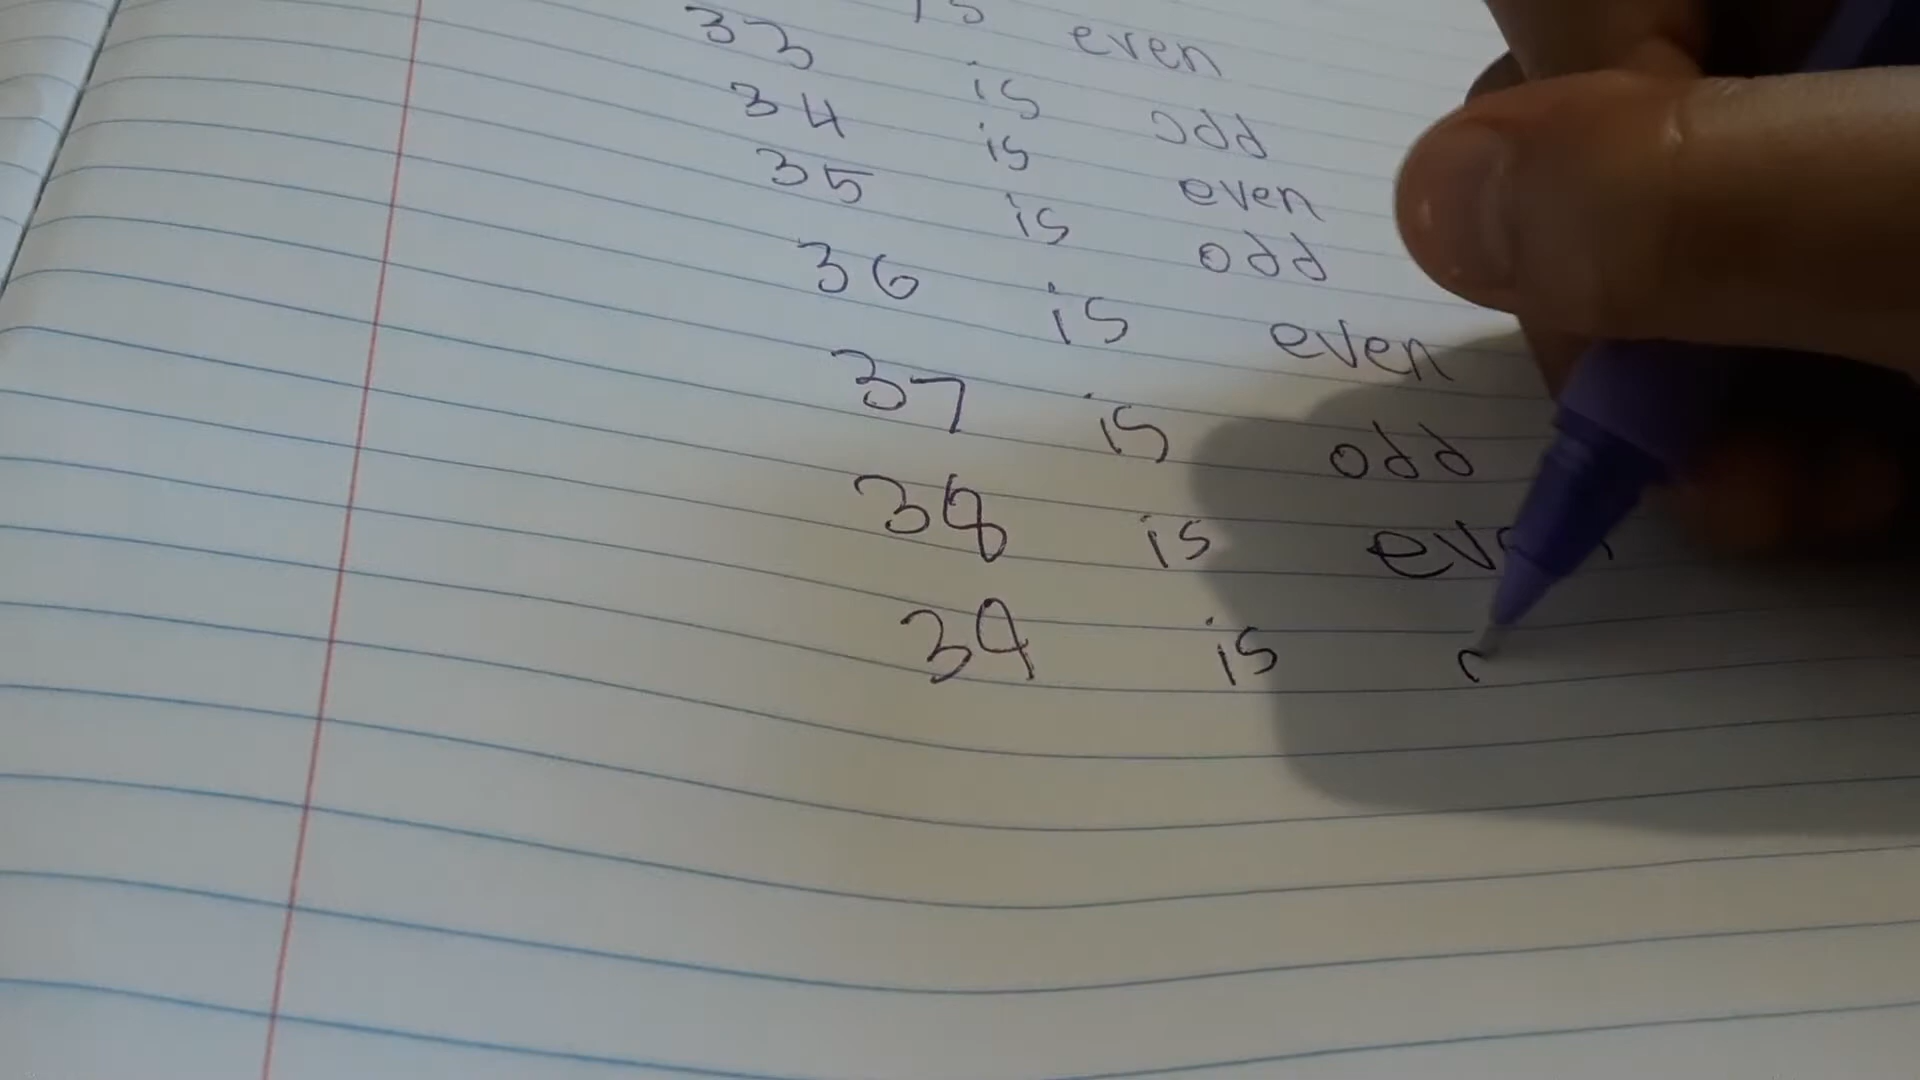 is even
33 is odd
34 is even
35 is odd
36 is even
37 is odd
38 is
39 is